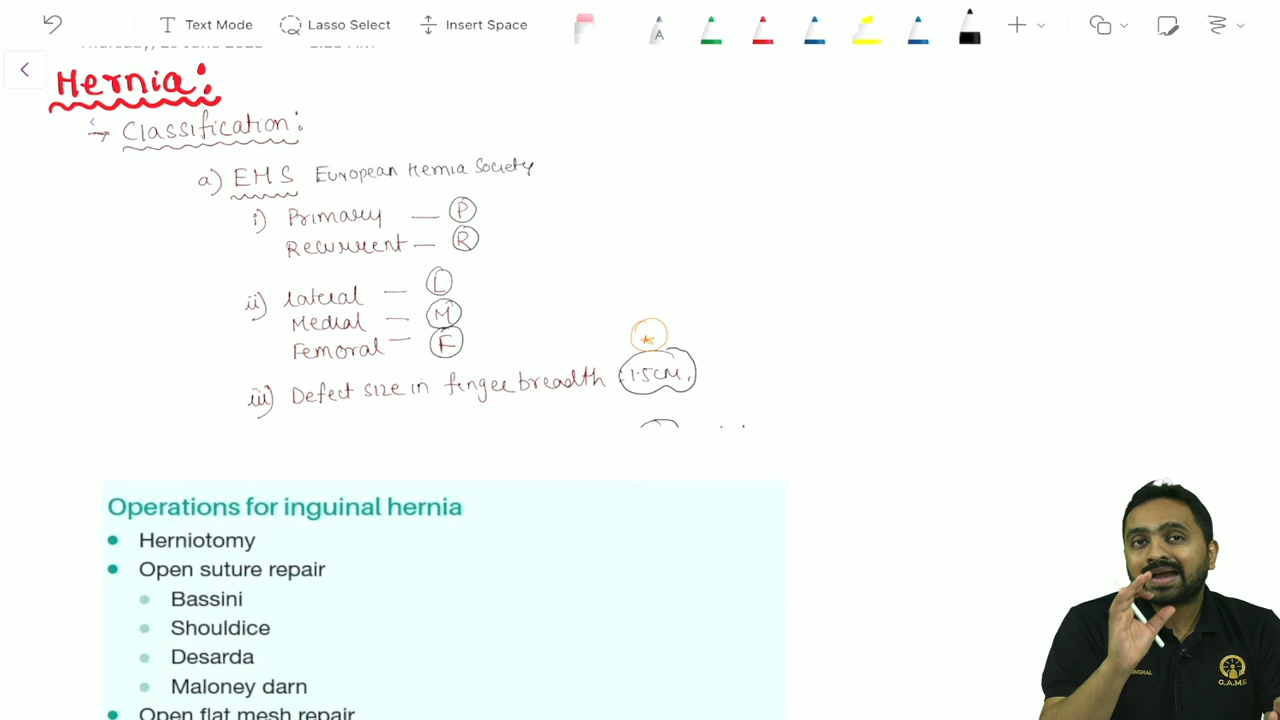 Text Mode
Lasso Select
Insert Space
Hernia:
→ Classification:
a) EHS European Hernia Society
i) Primary — P
Recurrent — R
ii) lateral — L
Medial — M
Femoral — F
iii) Defect size in finger breadth 1.5CM.
Operations for inguinal hernia
• Herniotomy
• Open suture repair
• Bassini
• Shouldice
• Desarda
• Maloney darn
• Open flat mesh repair
G.A.M.E